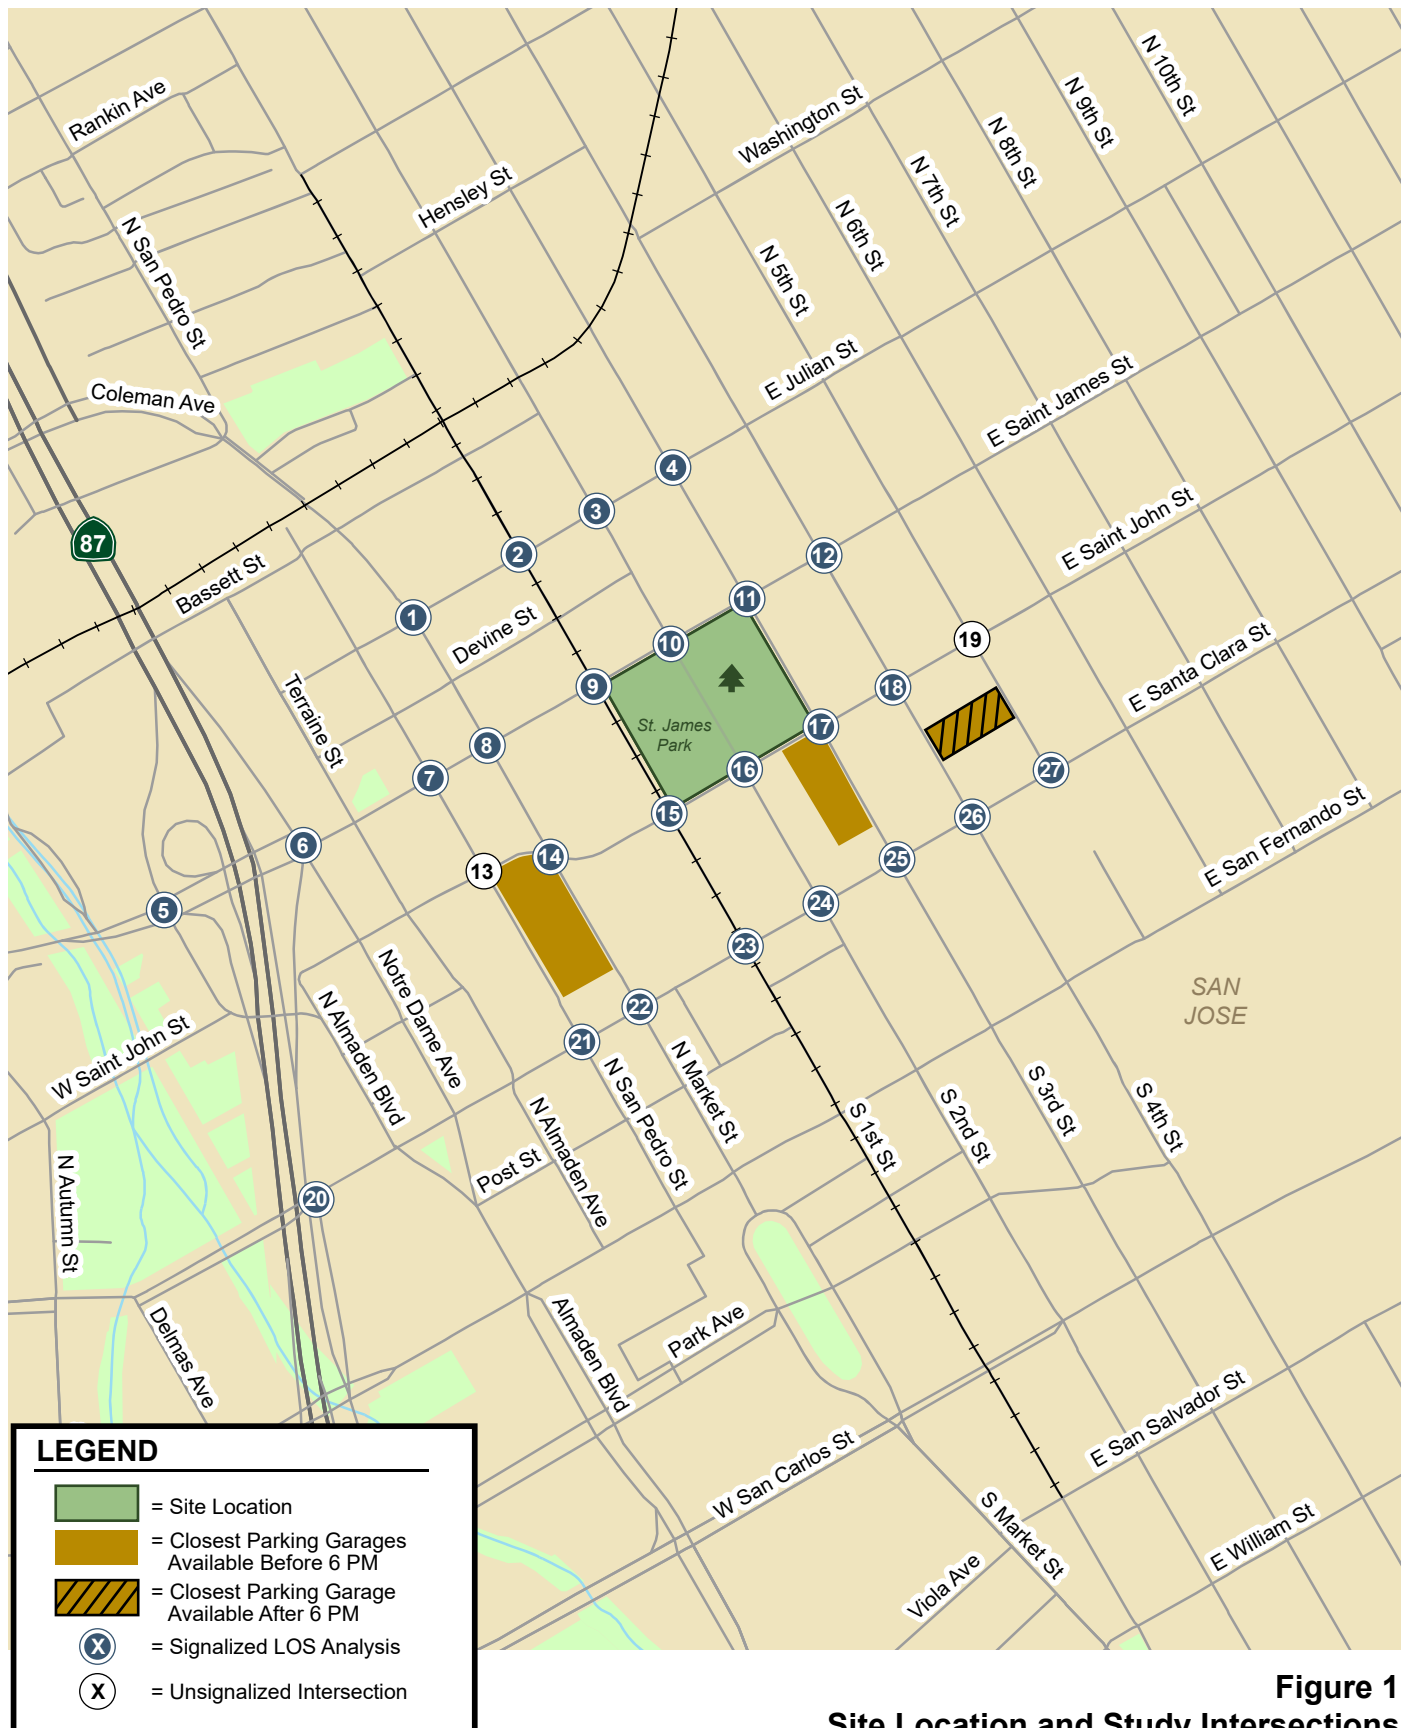 Rankin Ave
N San Pedro St
Hensley St
Washington St
N 5th St
N 6th St
N 7th St
N 8th St
N 9th St
N 10th St
Coleman Ave
E Julian St
E Saint James St
E Saint John St
E Santa Clara St
E San Fernando St
87
Bassett St
Devine St
Terraine St
1
2
3
4
5
6
7
8
9
10
11
12
13
14
15
16
17
18
19
20
21
22
23
24
25
26
27
St. James
Park
SAN
JOSE
W Saint John St
N Almaden Blvd
Notre Dame Ave
N Autumn St
Delmas Ave
Post St
N Almaden Ave
N San Pedro St
N Market St
S 1st St
S 2nd St
S 3rd St
S 4th St
Almaden Blvd
Park Ave
W San Carlos St
S Market St
Viola Ave
E San Salvador St
E William St
LEGEND
= Site Location
= Closest Parking Garages
Available Before 6 PM
= Closest Parking Garage
Available After 6 PM
X = Signalized LOS Analysis
X = Unsignalized Intersection
Figure 1
Site Location and Study Intersections